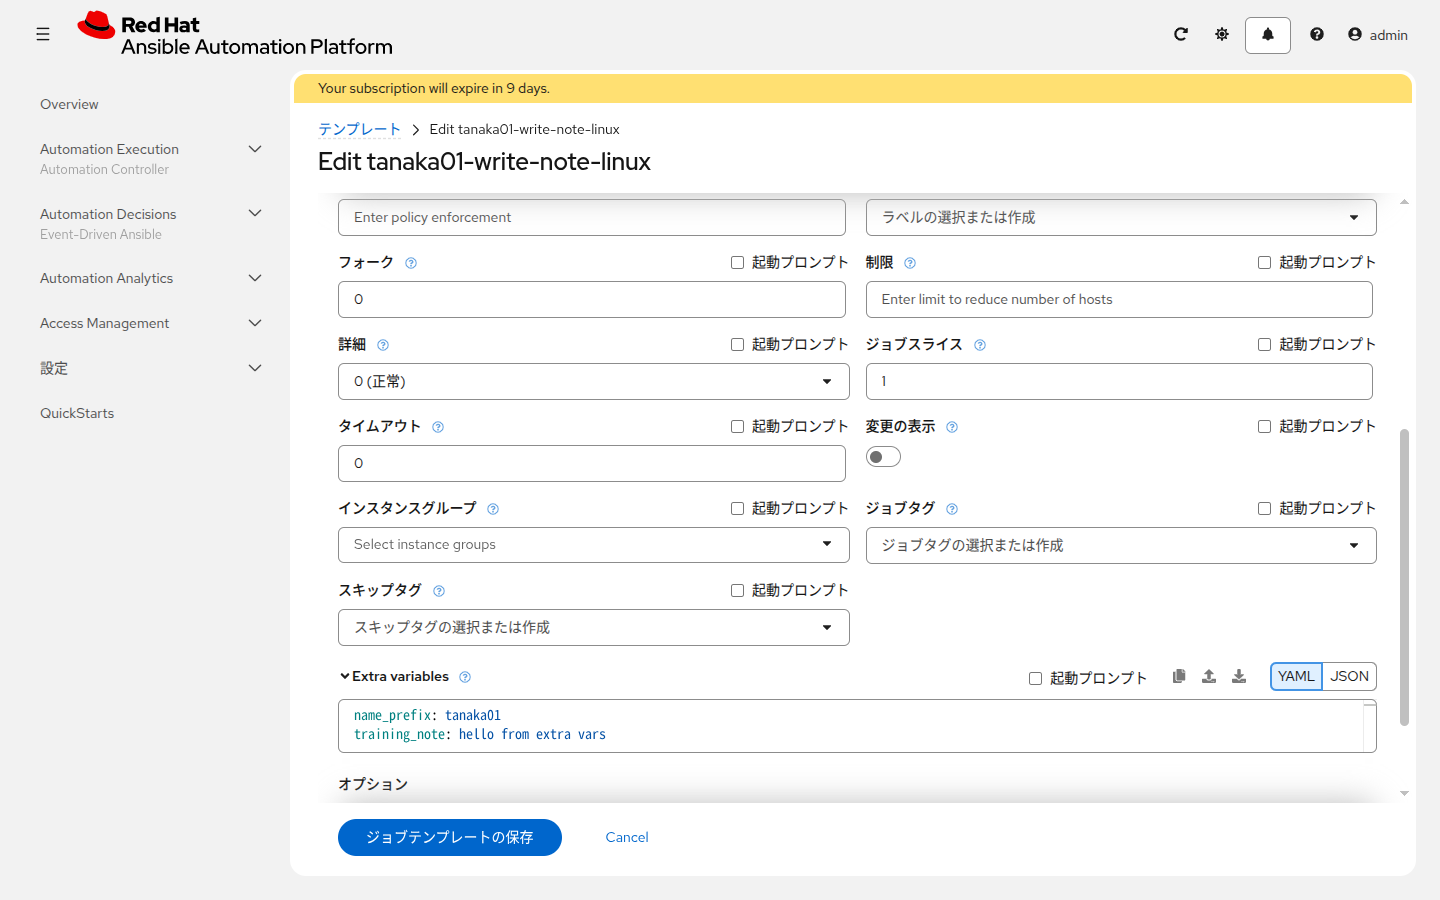 Red Hat
Ansible Automation Platform
admin
Overview
Automation Execution
Automation Controller
Automation Decisions
Event-Driven Ansible
Automation Analytics
Access Management
設定
QuickStarts
Your subscription will expire in 9 days.
テンプレート > Edit tanaka01-write-note-linux
Edit tanaka01-write-note-linux
Enter policy enforcement
ラベルの選択または作成
フォーク 起動プロンプト
0
制限 起動プロンプト
Enter limit to reduce number of hosts
詳細 起動プロンプト
0 (正常)
ジョブスライス 起動プロンプト
1
タイムアウト 起動プロンプト
0
変更の表示 起動プロンプト
インスタンスグループ 起動プロンプト
Select instance groups
ジョブタグ 起動プロンプト
ジョブタグの選択または作成
スキップタグ 起動プロンプト
スキップタグの選択または作成
Extra variables 起動プロンプト YAML JSON
name_prefix: tanaka01
training_note: hello from extra vars
オプション
ジョブテンプレートの保存 Cancel